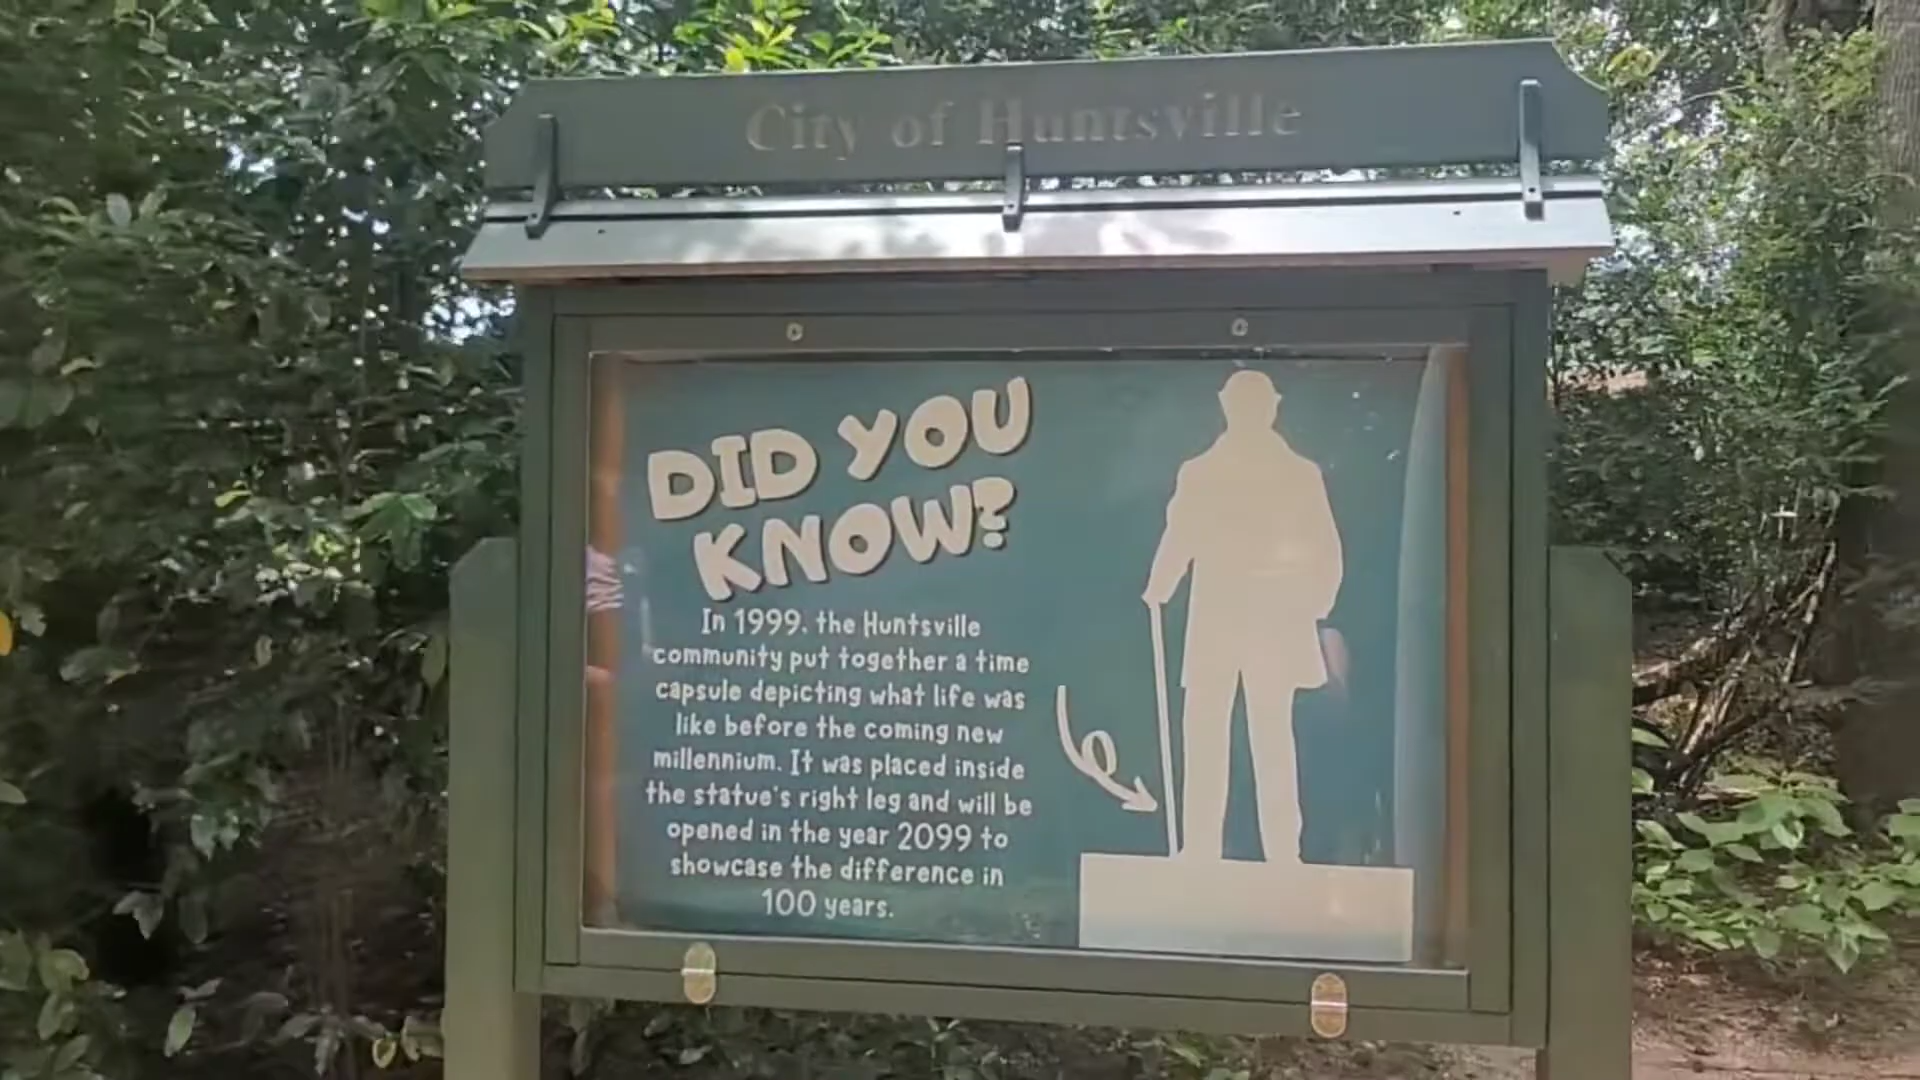 City of Huntsville
DID YOU
KNOW?
In 1999, the Huntsville
community put together a time
capsule depicting what life was
like before the coming new
millennium. It was placed inside
the statue's right leg and will be
opened in the year 2099 to
showcase the difference in
100 years.